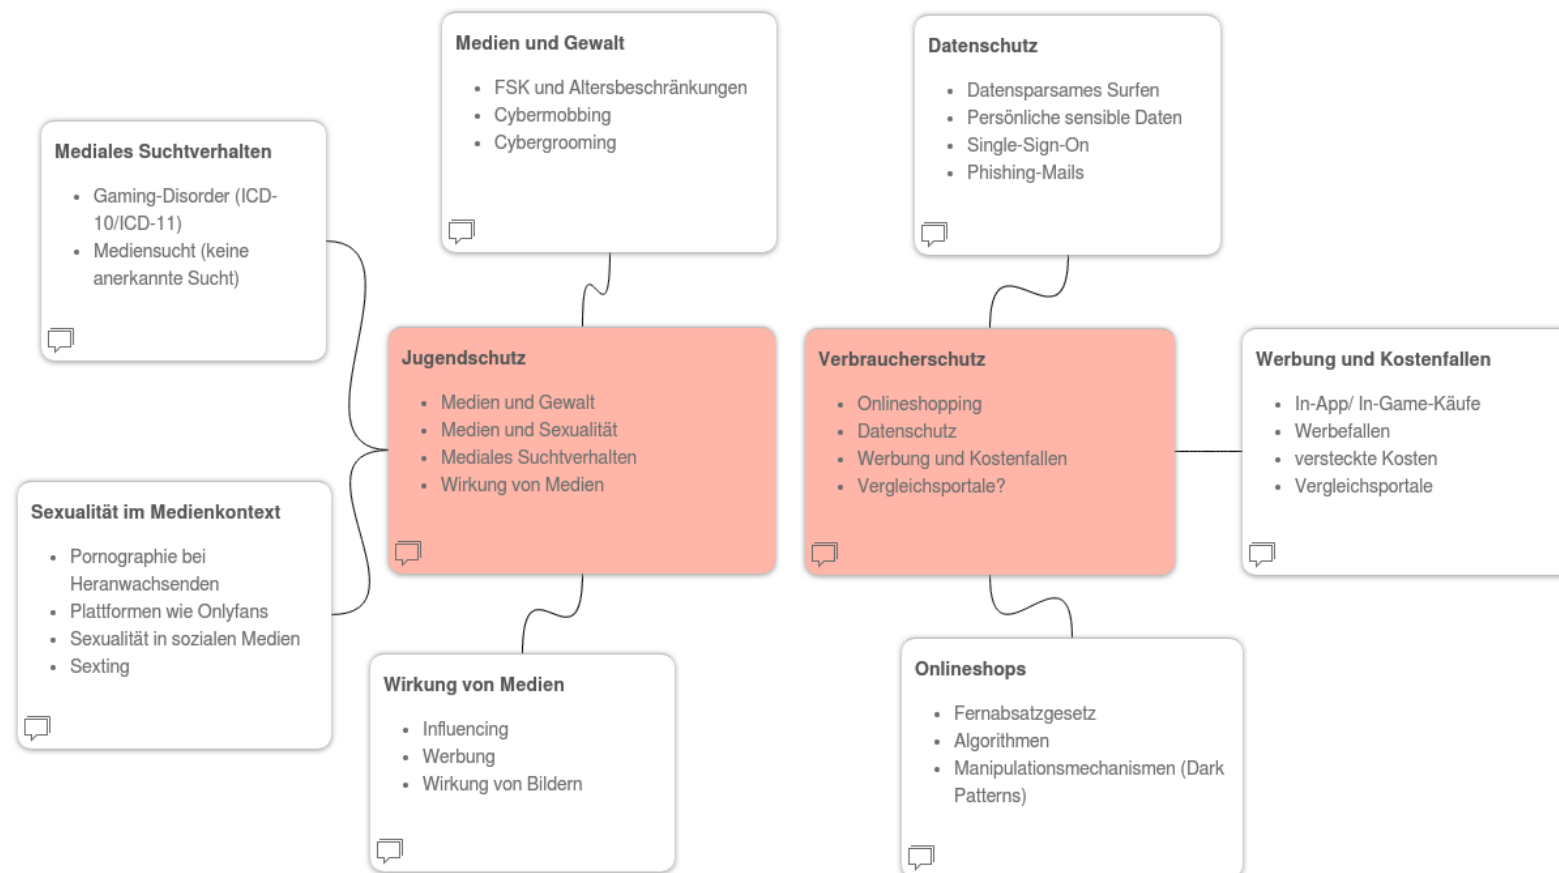 Medien und Gewalt
• FSK und Altersbeschränkungen
• Cybermobbing
• Cybergrooming
Datenschutz
• Datensparsames Surfen
• Persönliche sensible Daten
• Single-Sign-On
• Phishing-Mails
Mediales Suchtverhalten
• Gaming-Disorder (ICD-
10/ICD-11)
• Mediensucht (keine
anerkannte Sucht)
Jugendschutz
• Medien und Gewalt
• Medien und Sexualität
• Mediales Suchtverhalten
• Wirkung von Medien
Verbraucherschutz
• Onlineshopping
• Datenschutz
• Werbung und Kostenfallen
• Vergleichsportale?
Werbung und Kostenfallen
• In-App/ In-Game-Käufe
• Werbefallen
• versteckte Kosten
• Vergleichsportale
Sexualität im Medienkontext
• Pornographie bei
Heranwachsenden
• Plattformen wie Onlyfans
• Sexualität in sozialen Medien
• Sexting
Wirkung von Medien
• Influencing
• Werbung
• Wirkung von Bildern
Onlineshops
• Fernabsatzgesetz
• Algorithmen
• Manipulationsmechanismen (Dark
Patterns)